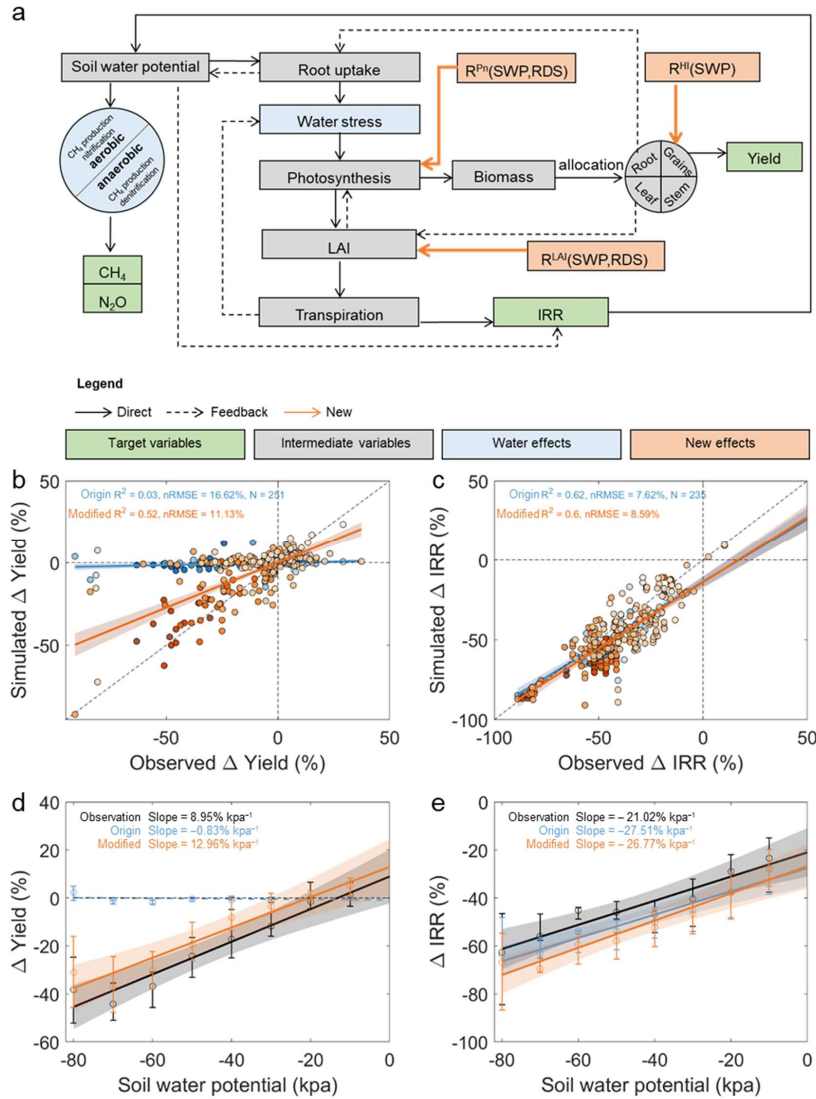 a
Soil water potential
Root uptake
R^Pn(SWP,RDS)
R^HI(SWP)
Water stress
CH₄ production
nitrification
aerobic
anaerobic
CH₄ production
denitrification
Photosynthesis
Biomass
allocation
Root
Grains
Leaf
Stem
Yield
LAI
R^LAI(SWP,RDS)
CH₄
N₂O
Transpiration
IRR
Legend
Direct
Feedback
New
Target variables
Intermediate variables
Water effects
New effects
b
Origin R² = 0.03, nRMSE = 16.62%, N = 251
Modified R² = 0.52, nRMSE = 11.13%
50
0
-50
Simulated Δ Yield (%)
-50
0
50
Observed Δ Yield (%)
c
Origin R² = 0.62, nRMSE = 7.62%, N = 235
Modified R² = 0.6, nRMSE = 8.59%
50
0
-50
-100
Simulated Δ IRR (%)
-100
-50
0
50
Observed Δ IRR (%)
d
Observation Slope = 8.95% kpa⁻¹
Origin Slope = −0.83% kpa⁻¹
Modified Slope = 12.96% kpa⁻¹
40
20
0
-20
-40
-60
Δ Yield (%)
-80
-60
-40
-20
0
Soil water potential (kpa)
e
Observation Slope = − 21.02% kpa⁻¹
Origin Slope = −27.51% kpa⁻¹
Modified Slope = − 26.77% kpa⁻¹
0
-20
-40
-60
-80
-100
Δ IRR (%)
-80
-60
-40
-20
0
Soil water potential (kpa)